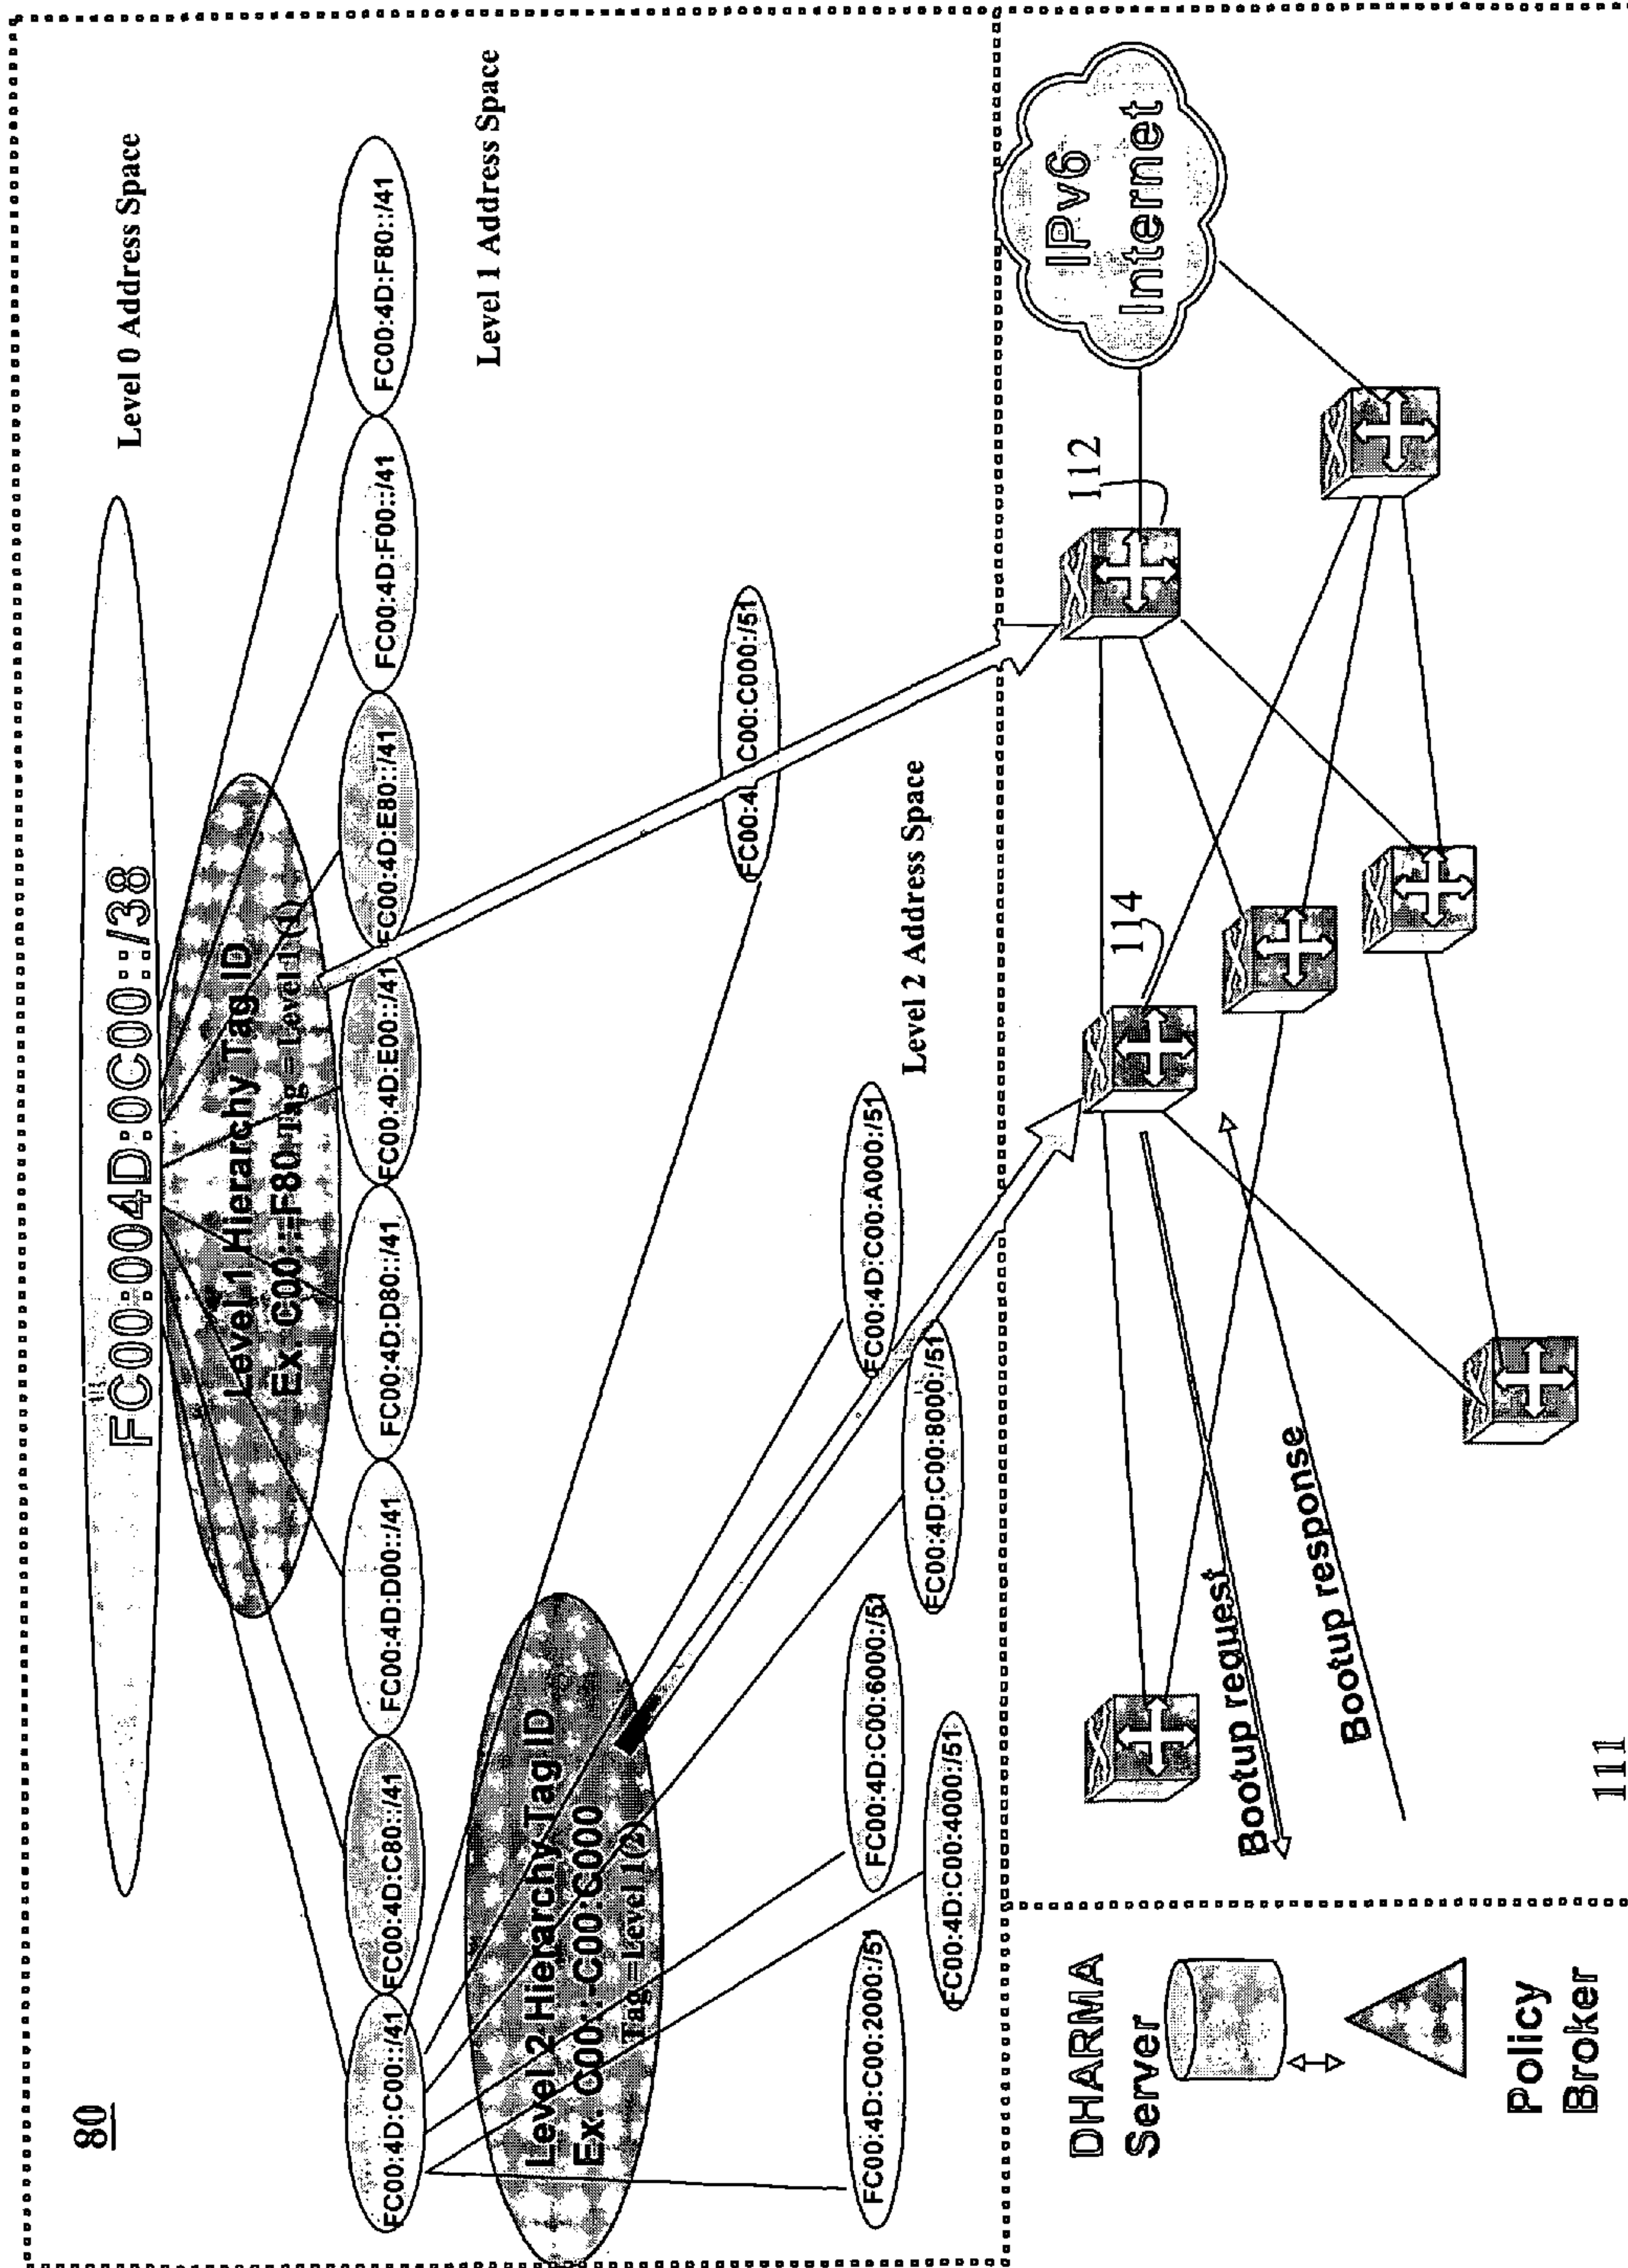 80
FC00:004D:0C00::/38
Level 0 Address Space
Level 1 Hierarchy Tag ID
Ex. C00::-F80 Tag = Level 1 (1)
FC00:4D:C00::/41
FC00:4D:C80::/41
FC00:4D:D00::/41
FC00:4D:D80::/41
FC00:4D:E00::/41
FC00:4D:E80::/41
FC00:4D:F00::/41
FC00:4D:F80::/41
Level 1 Address Space
Level 2 Hierarchy Tag ID
Ex. C00::-C00:C000
Tag=Level 1(2)
FC00:4 C00:C000:/51
FC00:4D:C00:2000:/51
FC00:4D:C00:6000:/51
FC00:4D:C00:A000:/51
FC00:4D:C00:4000:/51
FC00:4D:C00:8000:/51
Level 2 Address Space
DHARMA
Server
Policy
Broker
Bootup request
Bootup response
114
112
IPv6
Internet
111